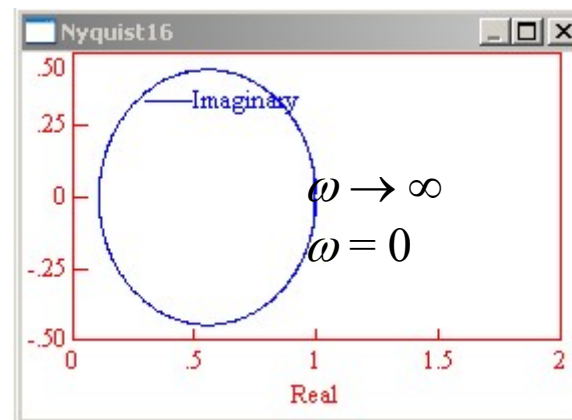 Nyquist16
.50
Imaginary
.25
0
ω → ∞
ω = 0
-.25
-.50
0 .5 1 1.5 2
Real